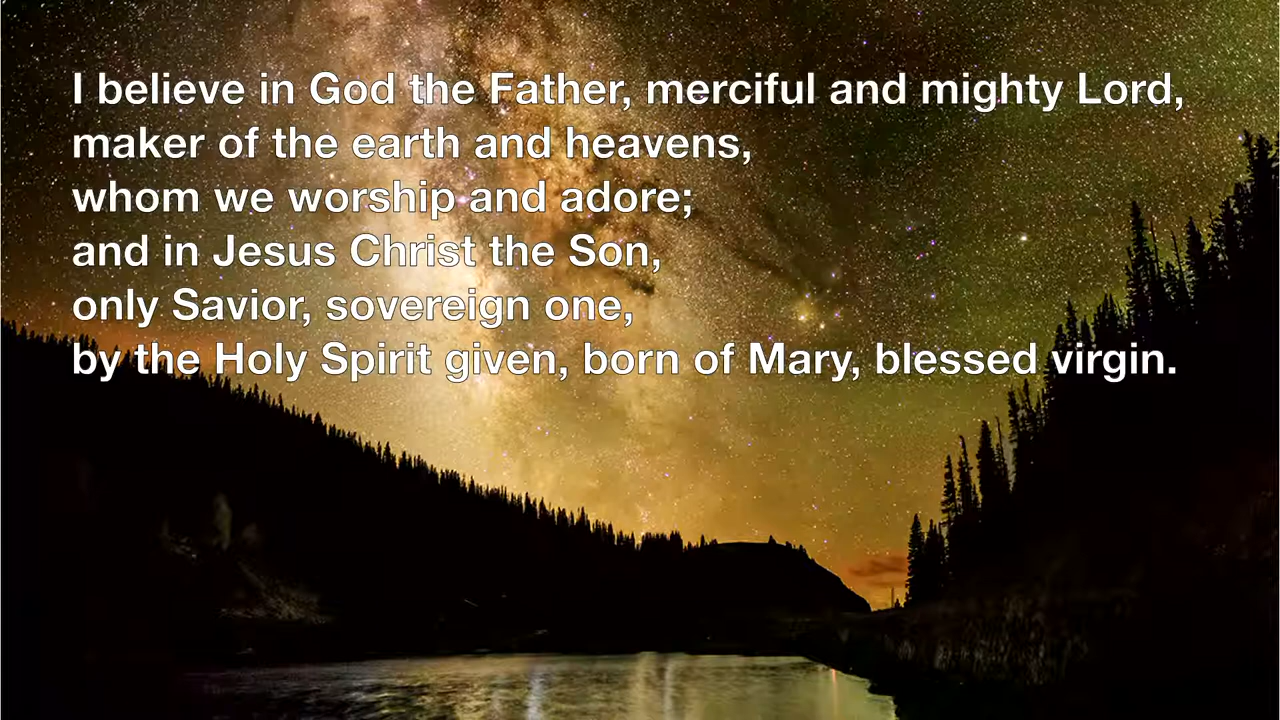 I believe in God the Father, merciful and mighty Lord,
maker of the earth and heavens,
whom we worship and adore;
and in Jesus Christ the Son,
only Savior, sovereign one,
by the Holy Spirit given, born of Mary, blessed virgin.